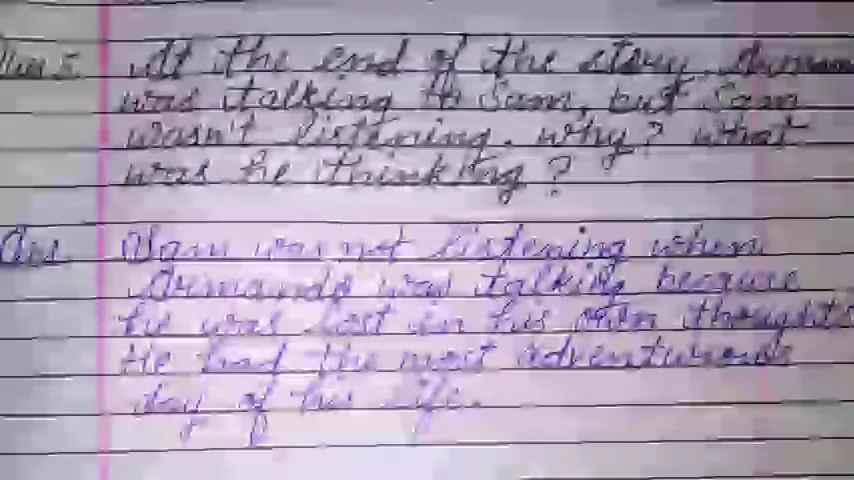 Ques 5. At the end of the story, Armando
was talking to Sam, but Sam
wasn't listening. Why? What
was he thinking?
Ans Sam was not listening when
Armando was talking because
he was lost in his own thoughts
He had the most adventurous
day of his life.